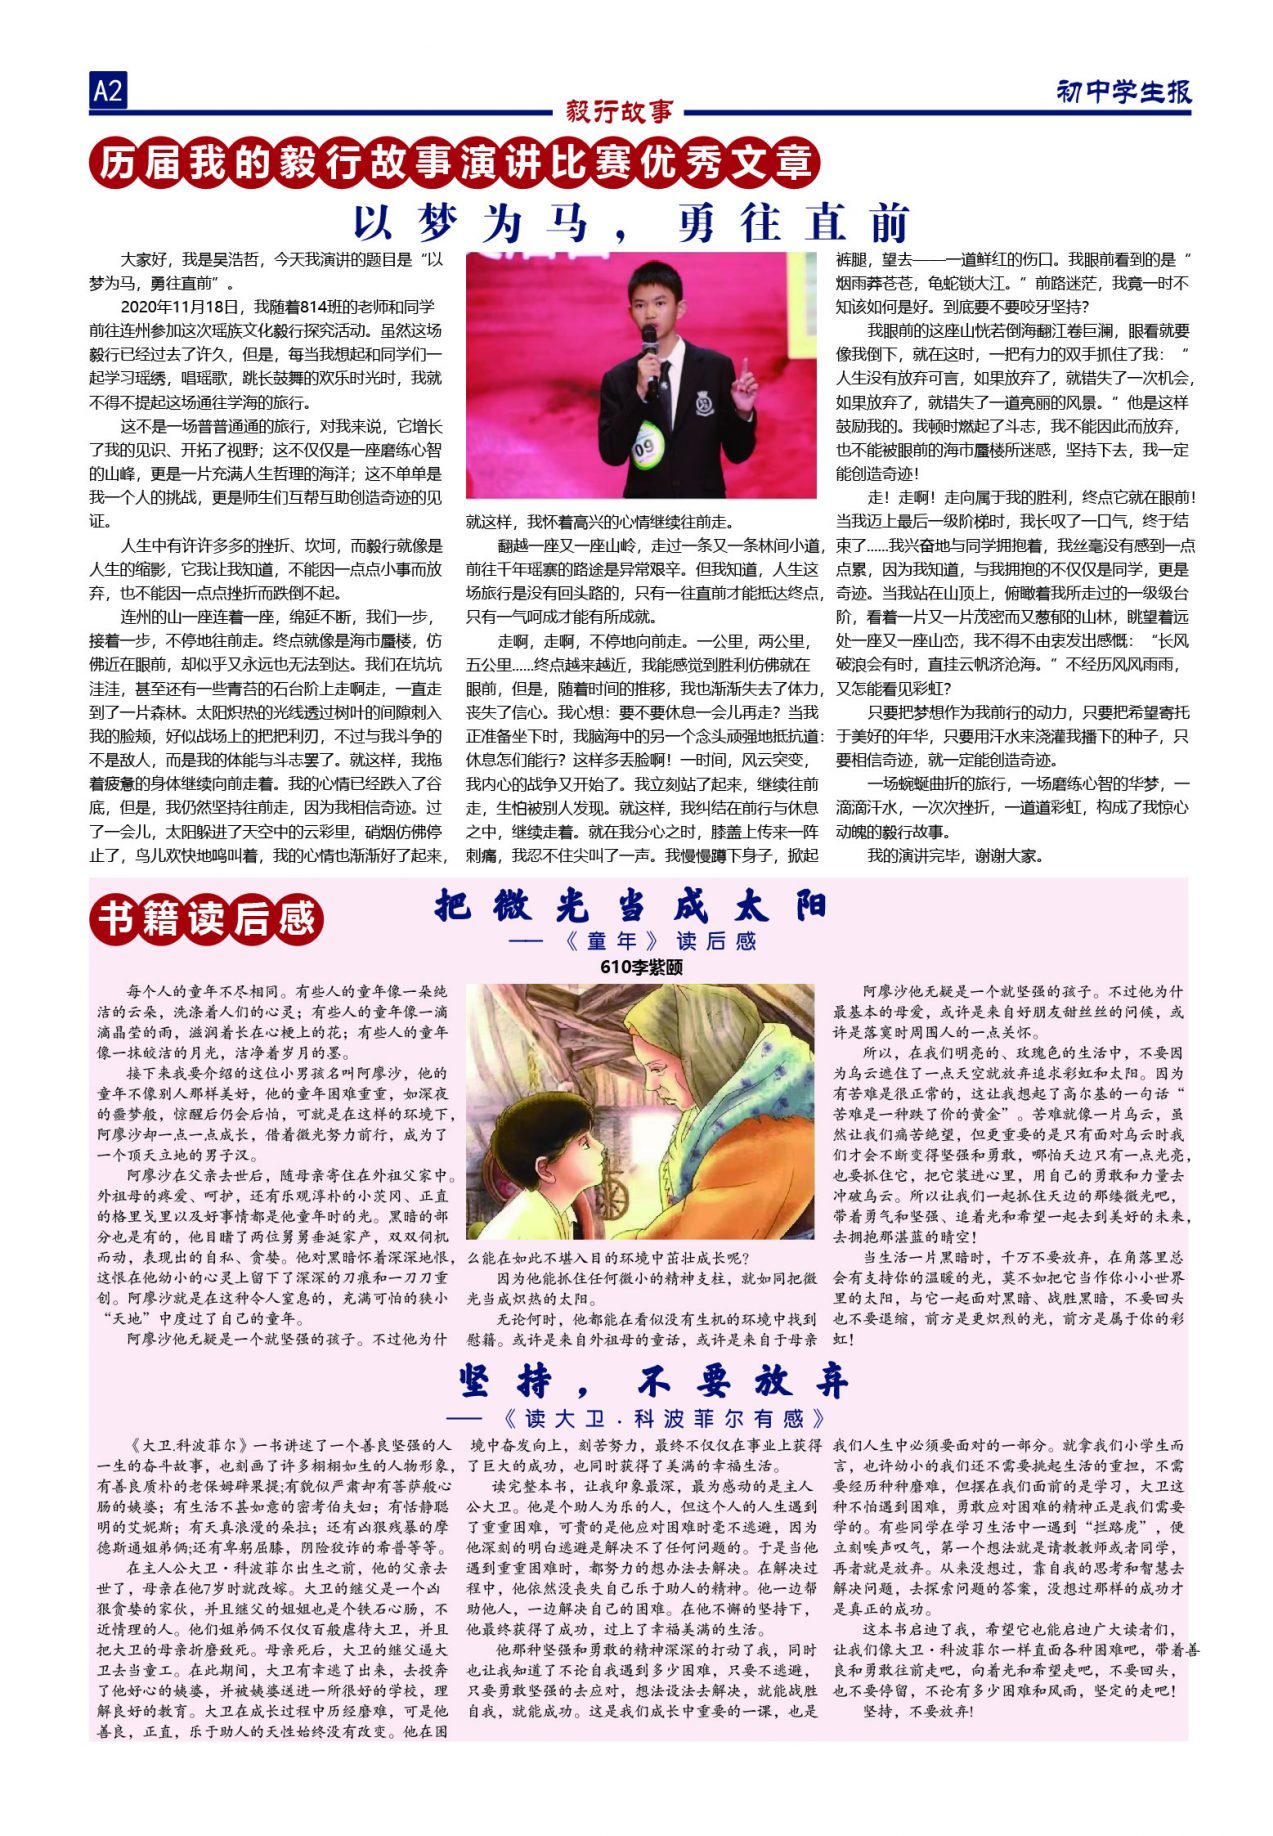 A2
初中学生报
毅行故事
历届我的毅行故事演讲比赛优秀文章
以梦为马，勇往直前
大家好，我是吴浩哲，今天我演讲的题目是“以
梦为马，勇往直前”。
2020年11月18日，我随着814班的老师和同学
前往连州参加这次瑶族文化毅行探究活动。虽然这场
毅行已经过去了许久，但是，每当我想起和同学们一
起学习瑶绣，唱瑶歌，跳长鼓舞的欢乐时光时，我就
不得不提起这场通往学海的旅行。
这不是一场普普通通的旅行，对我来说，它增长
了我的见识、开拓了视野；这不仅仅是一座磨练心智
的山峰，更是一片充满人生哲理的海洋；这不单单是
我一个人的挑战，更是师生们互帮互助创造奇迹的见
证。
人生中有许许多多的挫折、坎坷，而毅行就像是
人生的缩影，它我让我知道，不能因一点点小事而放
弃，也不能因一点点挫折而跌倒不起。
连州的山一座连着一座，绵延不断，我们一步，
接着一步，不停地往前走。终点就像是海市蜃楼，仿
佛近在眼前，却似乎又永远也无法到达。我们在坑坑
洼洼，甚至还有一些青苔的石台阶上走啊走，一直走
到了一片森林。太阳炽热的光线透过树叶的间隙刺入
我的脸颊，好似战场上的把把利刃，不过与我斗争的
不是敌人，而是我的体能与斗志罢了。就这样，我拖
着疲惫的身体继续向前走着。我的心情已经跌入了谷
底，但是，我仍然坚持往前走，因为我相信奇迹。过
了一会儿，太阳躲进了天空中的云彩里，硝烟仿佛停
止了，鸟儿欢快地鸣叫着，我的心情也渐渐好了起来，
09
就这样，我怀着高兴的心情继续往前走。
翻越一座又一座山岭，走过一条又一条林间小道，
前往千年瑶寨的路途是异常艰辛。但我知道，人生这
场旅行是没有回头路的，只有一往直前才能抵达终点，
只有一气呵成才能有所成就。
走啊，走啊，不停地向前走。一公里，两公里，
五公里......终点越来越近，我能感觉到胜利仿佛就在
眼前，但是，随着时间的推移，我也渐渐失去了体力，
丧失了信心。我心想：要不要休息一会儿再走？当我
正准备坐下时，我脑海中的另一个念头顽强地抵抗道：
休息怎们能行？这样多丢脸啊！一时间，风云突变，
我内心的战争又开始了。我立刻站了起来，继续往前
走，生怕被别人发现。就这样，我纠结在前行与休息
之中，继续走着。就在我分心之时，膝盖上传来一阵
刺痛，我忍不住尖叫了一声。我慢慢蹲下身子，掀起
裤腿，望去——一道鲜红的伤口。我眼前看到的是“
烟雨莽苍苍，龟蛇锁大江。”前路迷茫，我竟一时不
知该如何是好。到底要不要咬牙坚持？
我眼前的这座山恍若倒海翻江卷巨澜，眼看就要
像我倒下，就在这时，一把有力的双手抓住了我：“
人生没有放弃可言，如果放弃了，就错失了一次机会，
如果放弃了，就错失了一道亮丽的风景。“他是这样
鼓励我的。我顿时燃起了斗志，我不能因此而放弃，
也不能被眼前的海市蜃楼所迷惑，坚持下去，我一定
能创造奇迹！
走！走啊！走向属于我的胜利，终点它就在眼前！
当我迈上最后一级阶梯时，我长叹了一口气，终于结
束了......我兴奋地与同学拥抱着，我丝毫没有感到一点
点累，因为我知道，与我拥抱的不仅仅是同学，更是
奇迹。当我站在山顶上，俯瞰着我所走过的一级级台
阶，看着一片又一片茂密而又葱郁的山林，眺望着远
处一座又一座山峦，我不得不由衷发出感慨：“长风
破浪会有时，直挂云帆济沧海。”不经历风风雨雨，
又怎能看见彩虹？
只要把梦想作为我前行的动力，只要把希望寄托
于美好的年华，只要用汗水来浇灌我播下的种子，只
要相信奇迹，就一定能创造奇迹。
一场蜿蜒曲折的旅行，一场磨练心智的华梦，一
滴滴汗水，一次次挫折，一道道彩虹，构成了我惊心
动魄的毅行故事。
我的演讲完毕，谢谢大家。
书籍读后感
把微光当成太阳
——《童年》读后感
610李紫颐
每个人的童年不尽相同。有些人的童年像一朵纯
洁的云朵，洗涤着人们的心灵；有些人的童年像一滴
滴晶莹的雨，滋润着长在心梗上的花；有些人的童年
像一抹皎洁的月光，洁净着岁月的墨。
接下来我要介绍的这位小男孩名叫阿廖沙，他的
童年不像别人那样美好，他的童年困难重重，如深夜
的噩梦般，惊醒后仍会后怕，可就是在这样的环境下，
阿廖沙却一点一点成长，借着微光努力前行，成为了
一个顶天立地的男子汉。
阿廖沙在父亲去世后，随母亲寄住在外祖父家中。
外祖母的疼爱、呵护，还有乐观淳朴的小茨冈、正直
的格里戈里以及好事情都是他童年时的光。黑暗的部
分也是有的，他目睹了两位舅舅垂涎家产，双双伺机
而动，表现出的自私、贪婪。他对黑暗怀着深深地恨，
这恨在他幼小的心灵上留下了深深的刀痕和一刀刀重
创。阿廖沙就是在这种令人窒息的，充满可怕的狭小
“天地”中度过了自己的童年。
阿廖沙他无疑是一个就坚强的孩子。不过他为什
么能在如此不堪入目的环境中茁壮成长呢？
因为他能抓住任何微小的精神支柱，就如同把微
光当成炽热的太阳。
无论何时，他都能在看似没有生机的环境中找到
慰籍。或许是来自外祖母的童话，或许是来自于母亲
阿廖沙他无疑是一个就坚强的孩子。不过他为什
最基本的母爱，或许是来自好朋友甜丝丝的问候，或
许是落寞时周围人的一点关怀。
所以，在我们明亮的、玫瑰色的生活中，不要因
为乌云遮住了一点天空就放弃追求彩虹和太阳。因为
有苦难是很正常的，这让我想起了高尔基的一句话“
苦难是一种跌了价的黄金”。苦难就像一片乌云，虽
然让我们痛苦绝望，但更重要的是只有面对乌云时我
们才会不断变得坚强和勇敢，哪怕天边只有一点光亮，
也要抓住它，把它装进心里，用自己的勇敢和力量去
冲破乌云。所以让我们一起抓住天边的那缕微光吧，
带着勇气和坚强、追着光和希望一起去到美好的未来，
去拥抱那湛蓝的晴空！
当生活一片黑暗时，千万不要放弃，在角落里总
会有支持你的温暖的光，莫不如把它当作你小小世界
里的太阳，与它一起面对黑暗、战胜黑暗，不要回头
也不要退缩，前方是更炽烈的光，前方是属于你的彩
虹！
坚持，不要放弃
——《读大卫·科波菲尔有感》
《大卫.科波菲尔》一书讲述了一个善良坚强的人
一生的奋斗故事，也刻画了许多栩栩如生的人物形象，
有善良质朴的老保姆辟果提;有貌似严肃却有菩萨般心
肠的姨婆；有生活不甚如意的密考伯夫妇；有恬静聪
明的艾妮斯；有天真浪漫的朵拉；还有凶狠残暴的摩
德斯通姐弟俩;还有卑躬屈膝，阴险狡诈的希普等等。
在主人公大卫·科波菲尔出生之前，他的父亲去
世了，母亲在他7岁时就改嫁。大卫的继父是一个凶
狠贪婪的家伙，并且继父的姐姐也是个铁石心肠，不
近情理的人。他们姐弟俩不仅仅百般虐待大卫，并且
把大卫的母亲折磨致死。母亲死后，大卫的继父逼大
卫去当童工。在此期间，大卫有幸逃了出来，去投奔
了他好心的姨婆，并被姨婆送进一所很好的学校，理
解良好的教育。大卫在成长过程中历经磨难，可是他
善良，正直，乐于助人的天性始终没有改变。他在困
境中奋发向上，刻苦努力，最终不仅仅在事业上获得
了巨大的成功，也同时获得了美满的幸福生活。
读完整本书，让我印象最深，最为感动的是主人
公大卫。他是个助人为乐的人，但这个人的人生遇到
了重重困难，可贵的是他应对困难时毫不逃避，因为
他深刻的明白逃避是解决不了任何问题的。于是当他
遇到重重困难时，都努力的想办法去解决。在解决过
程中，他依然没丧失自己乐于助人的精神。他一边帮
助他人，一边解决自己的困难。在他不懈的坚持下，
他最终获得了成功，过上了幸福美满的生活。
他那种坚强和勇敢的精神深深的打动了我，同时
也让我知道了不论自我遇到多少困难，只要不逃避，
只要勇敢坚强的去应对，想法设法去解决，就能战胜
自我，就能成功。这是我们成长中重要的一课，也是
我们人生中必须要面对的一部分。就拿我们小学生而
言，也许幼小的我们还不需要挑起生活的重担，不需
要经历种种磨难，但摆在我们面前的是学习，大卫这
种不怕遇到困难，勇敢应对困难的精神正是我们需要
学的。有些同学在学习生活中一遇到“拦路虎”，便
立刻唉声叹气，第一个想法就是请教教师或者同学，
再者就是放弃。从来没想过，靠自我的思考和智慧去
解决问题，去探索问题的答案，没想过那样的成功才
是真正的成功。
这本书启迪了我，希望它也能启迪广大读者们，
让我们像大卫·科波菲尔一样直面各种困难吧，带着善
良和勇敢往前走吧，向着光和希望走吧，不要回头，
也不要停留，不论有多少困难和风雨，坚定的走吧！
坚持，不要放弃！